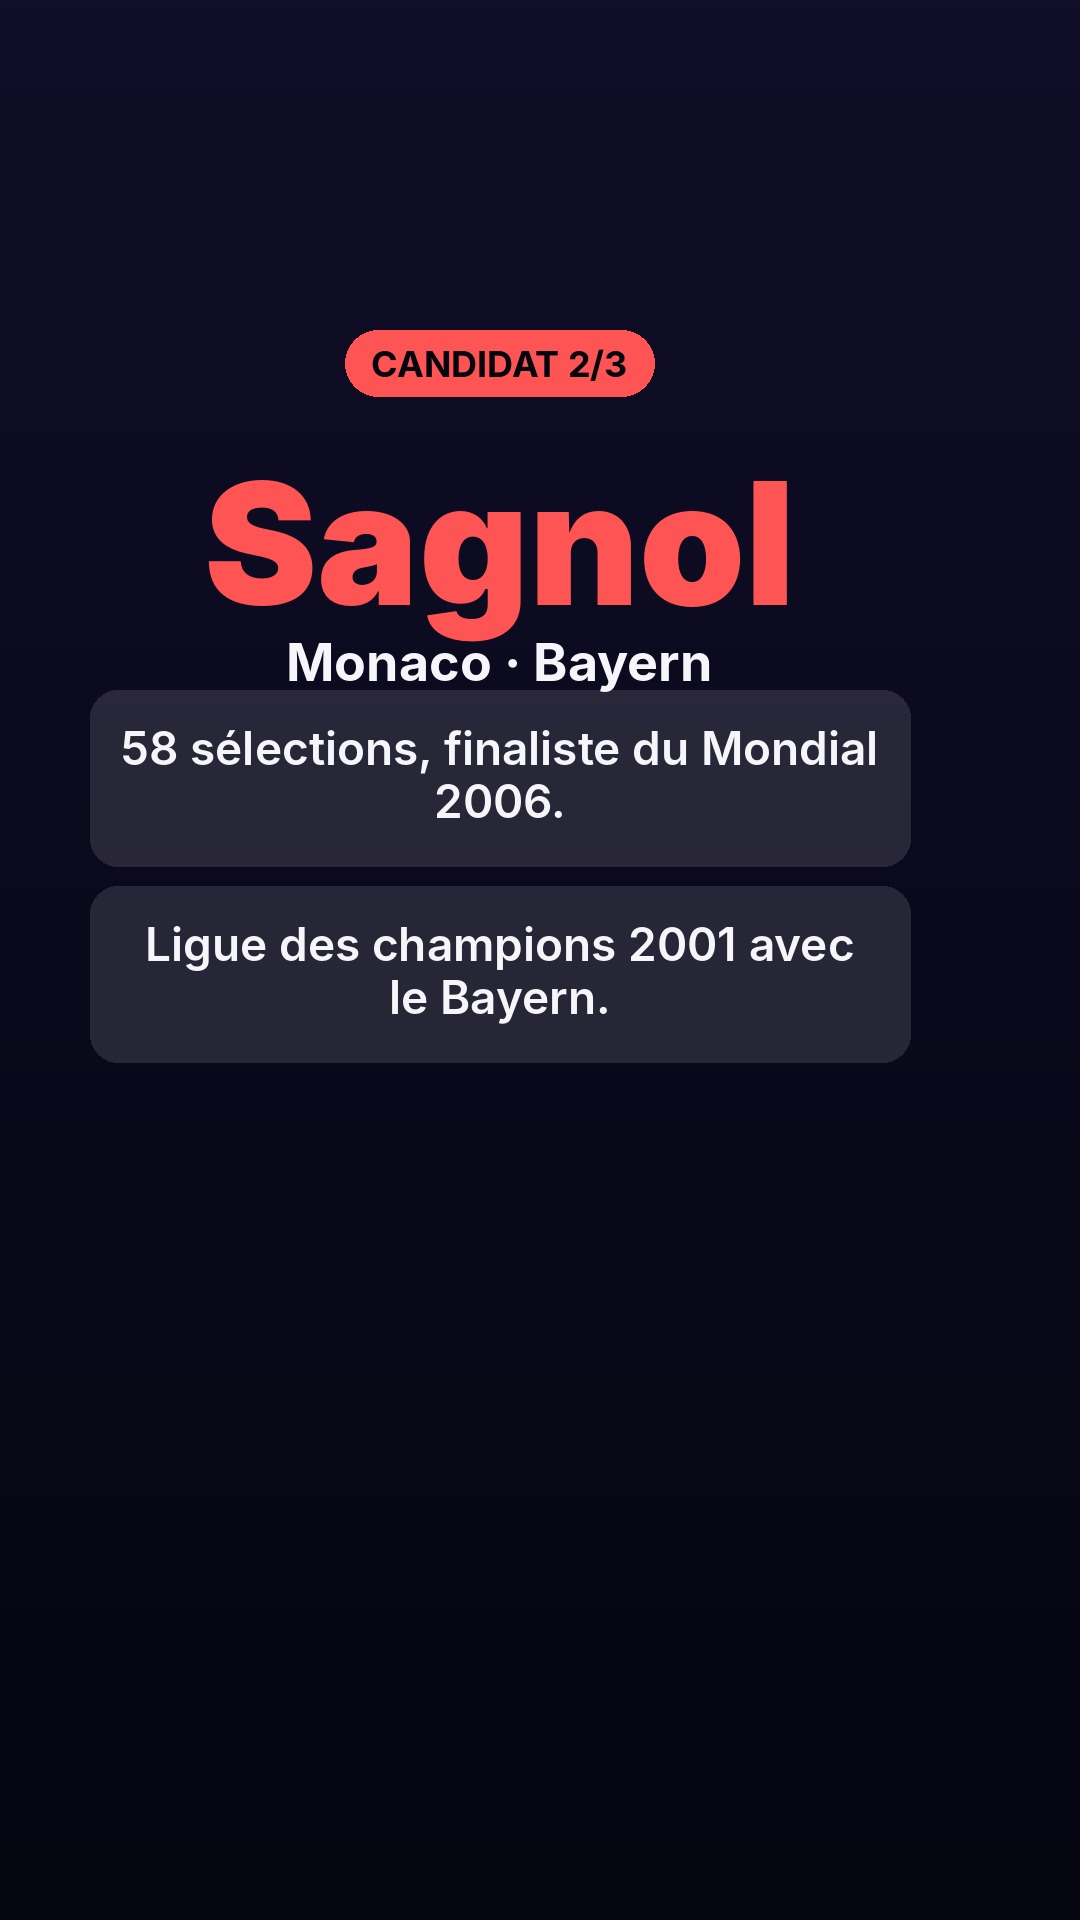 CANDIDAT 2/3
Sagnol
Monaco · Bayern
58 sélections, finaliste du Mondial
2006.
Ligue des champions 2001 avec
le Bayern.